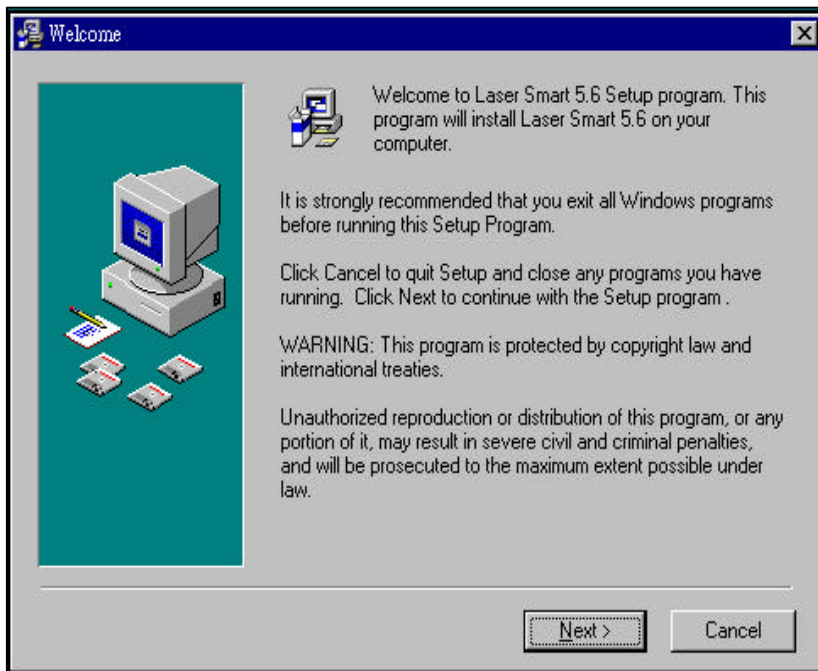 Welcome
Welcome to Laser Smart 5.6 Setup program. This
program will install Laser Smart 5.6 on your
computer.
It is strongly recommended that you exit all Windows programs
before running this Setup Program.
Click Cancel to quit Setup and close any programs you have
running.  Click Next to continue with the Setup program .
WARNING: This program is protected by copyright law and
international treaties.
Unauthorized reproduction or distribution of this program, or any
portion of it, may result in severe civil and criminal penalties,
and will be prosecuted to the maximum extent possible under
law.
Next >
Cancel